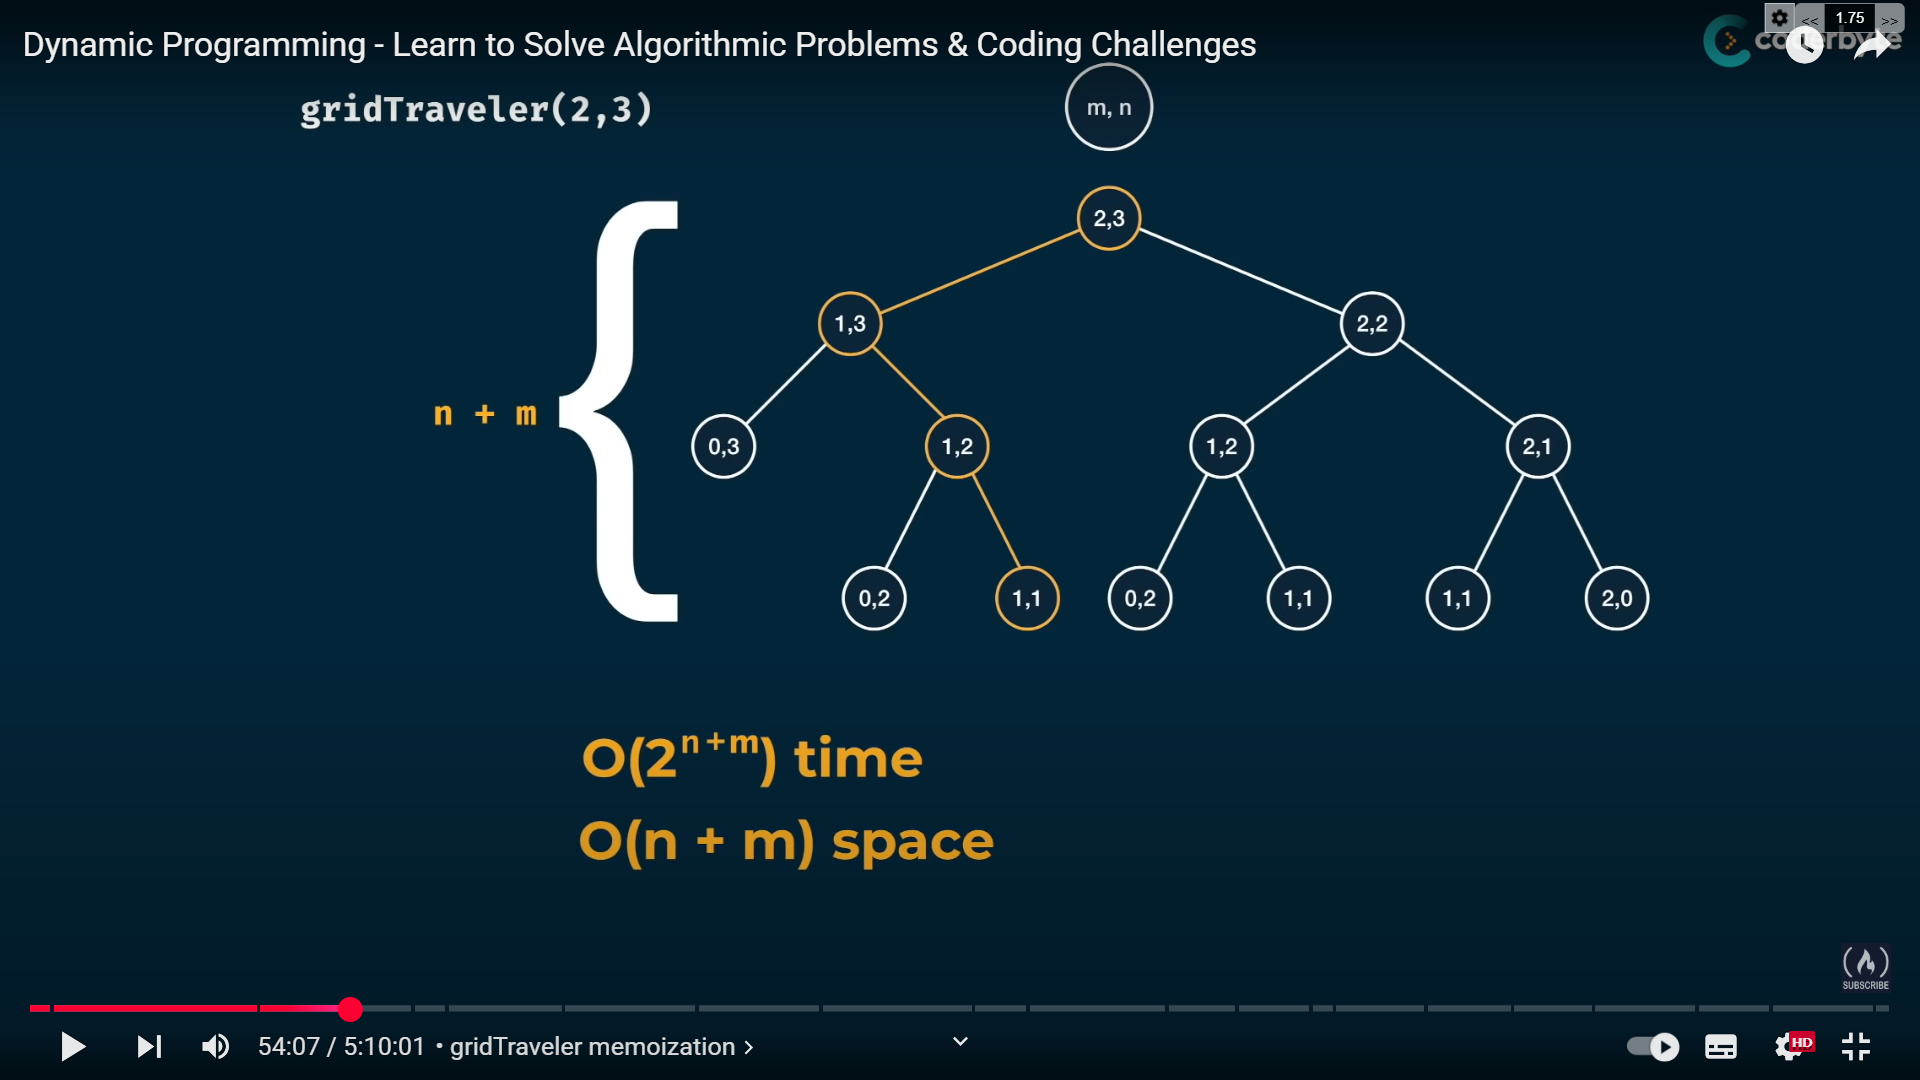 Dynamic Programming - Learn to Solve Algorithmic Problems & Coding Challenges
<< 1.75 >>
gridTraveler(2,3)
m, n
2,3
1,3 2,2
n + m
0,3 1,2 1,2 2,1
0,2 1,1 0,2 1,1 1,1 2,0
O(2^n+m) time
O(n + m) space
SUBSCRIBE
54:07 / 5:10:01 • gridTraveler memoization >
HD